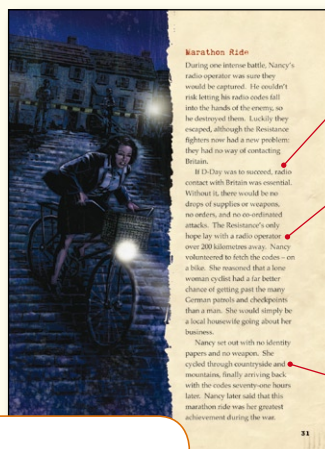 Marathon Ride
During one intense battle, Nancy's
radio operator was sure they
would be captured. He couldn't
risk letting his radio codes fall
into the hands of the enemy, so
he destroyed them. Luckily they
escaped, although the Resistance
fighters now had a new problem:
they had no way of contacting
Britain.
If D-Day was to succeed, radio
contact with Britain was essential.
Without it, there would be no
drops of supplies or weapons,
no orders, and no co-ordinated
attacks. The Resistance's only
hope lay with a radio operator
over 200 kilometres away. Nancy
volunteered to fetch the codes – on
a bike. She reasoned that a lone
woman cyclist had a far better
chance of getting past the many
German patrols and checkpoints
than a man. She would simply be
a local housewife going about her
business.
Nancy set out with no identity
papers and no weapon. She
cycled through countryside and
mountains, finally arriving back
with the codes seventy-one hours
later. Nancy later said that this
marathon ride was her greatest
achievement during the war.
31